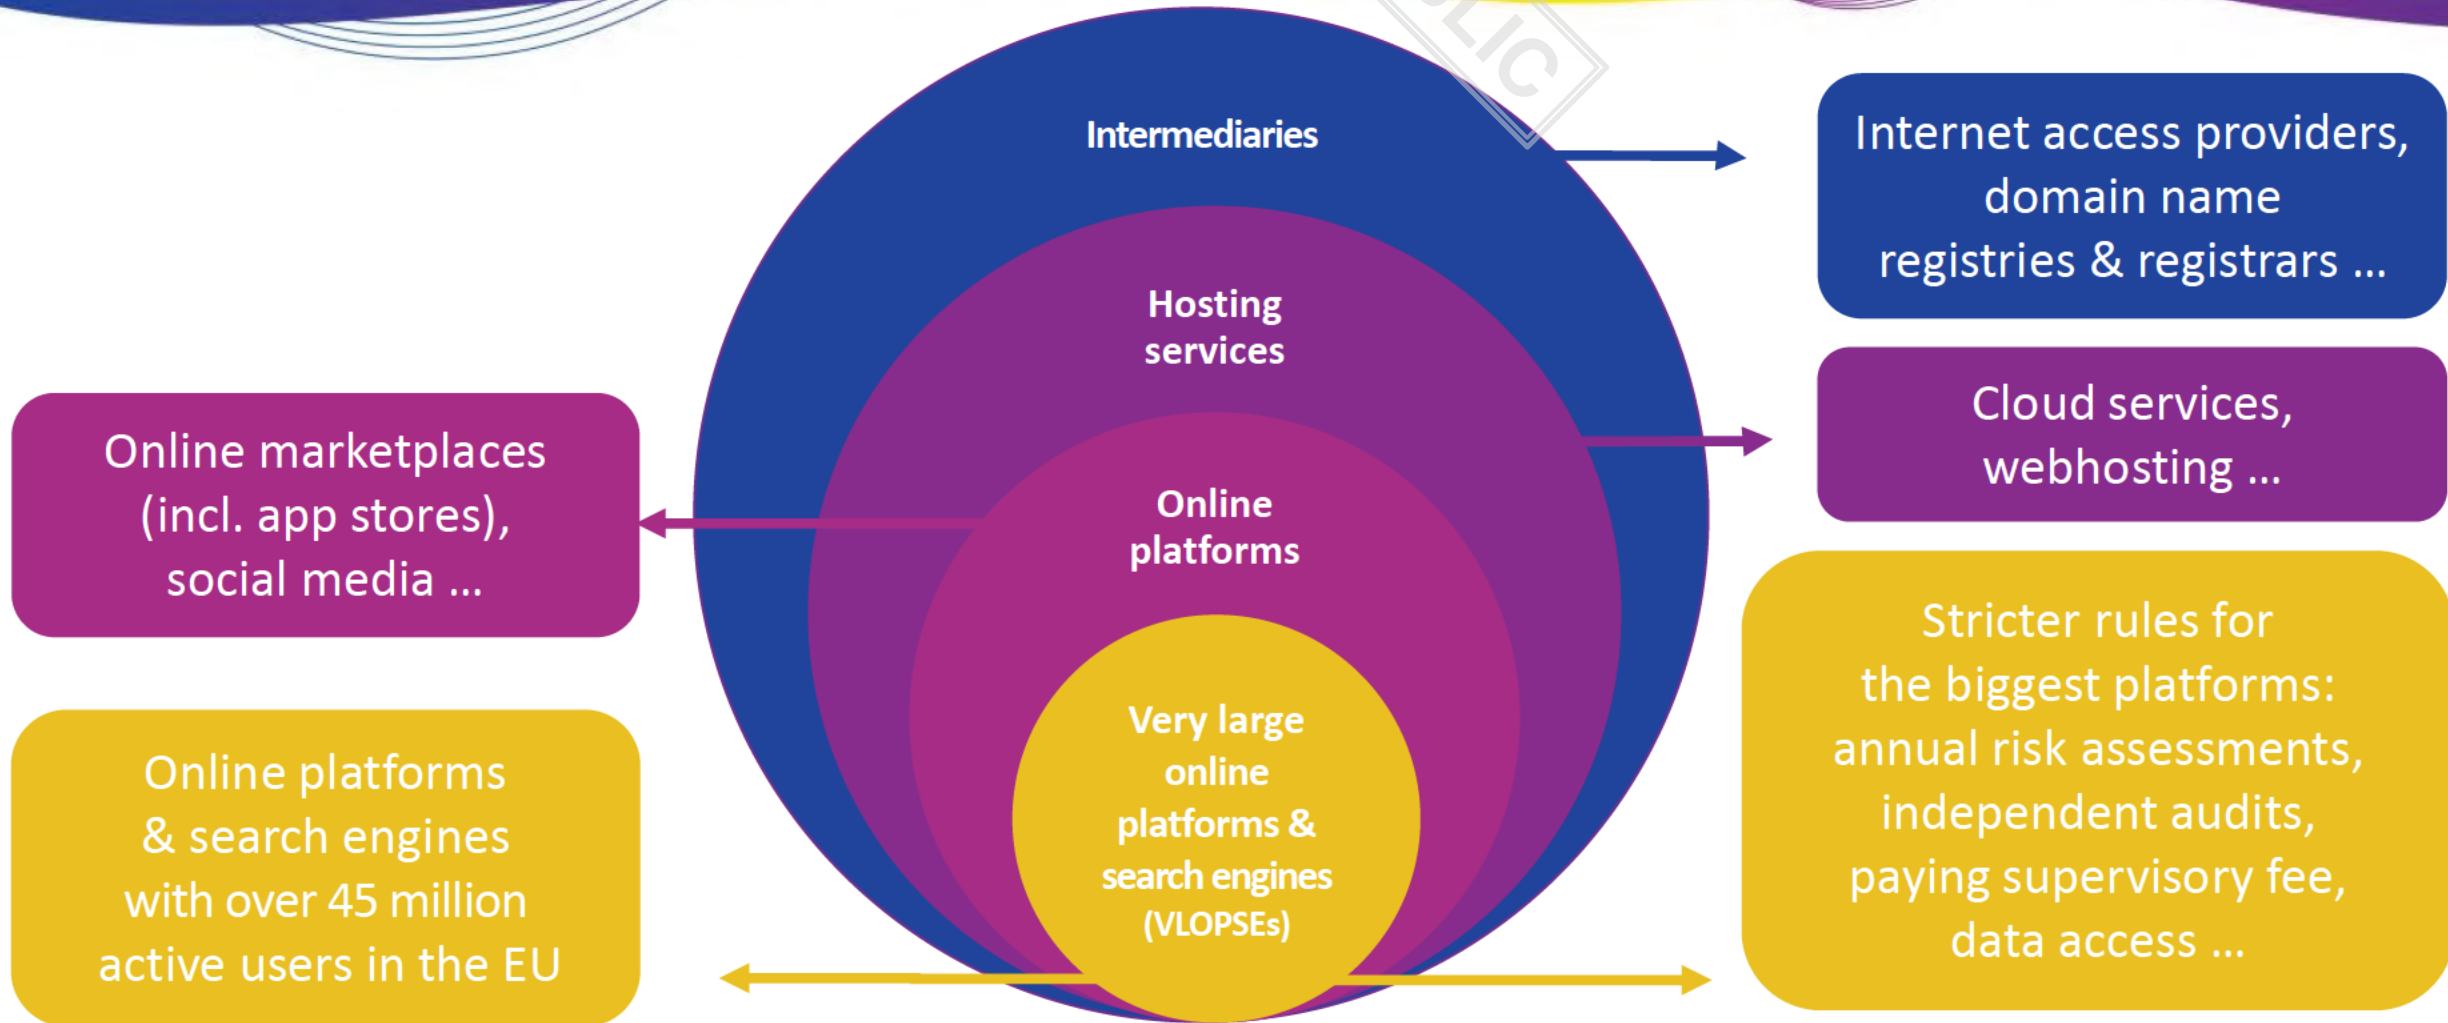 Intermediaries
Internet access providers,
domain name
registries & registrars ...
Hosting
services
Cloud services,
webhosting ...
Online marketplaces
(incl. app stores),
social media ...
Online
platforms
Stricter rules for
the biggest platforms:
annual risk assessments,
independent audits,
paying supervisory fee,
data access ...
Very large
online
platforms &
search engines
(VLOPSEs)
Online platforms
& search engines
with over 45 million
active users in the EU